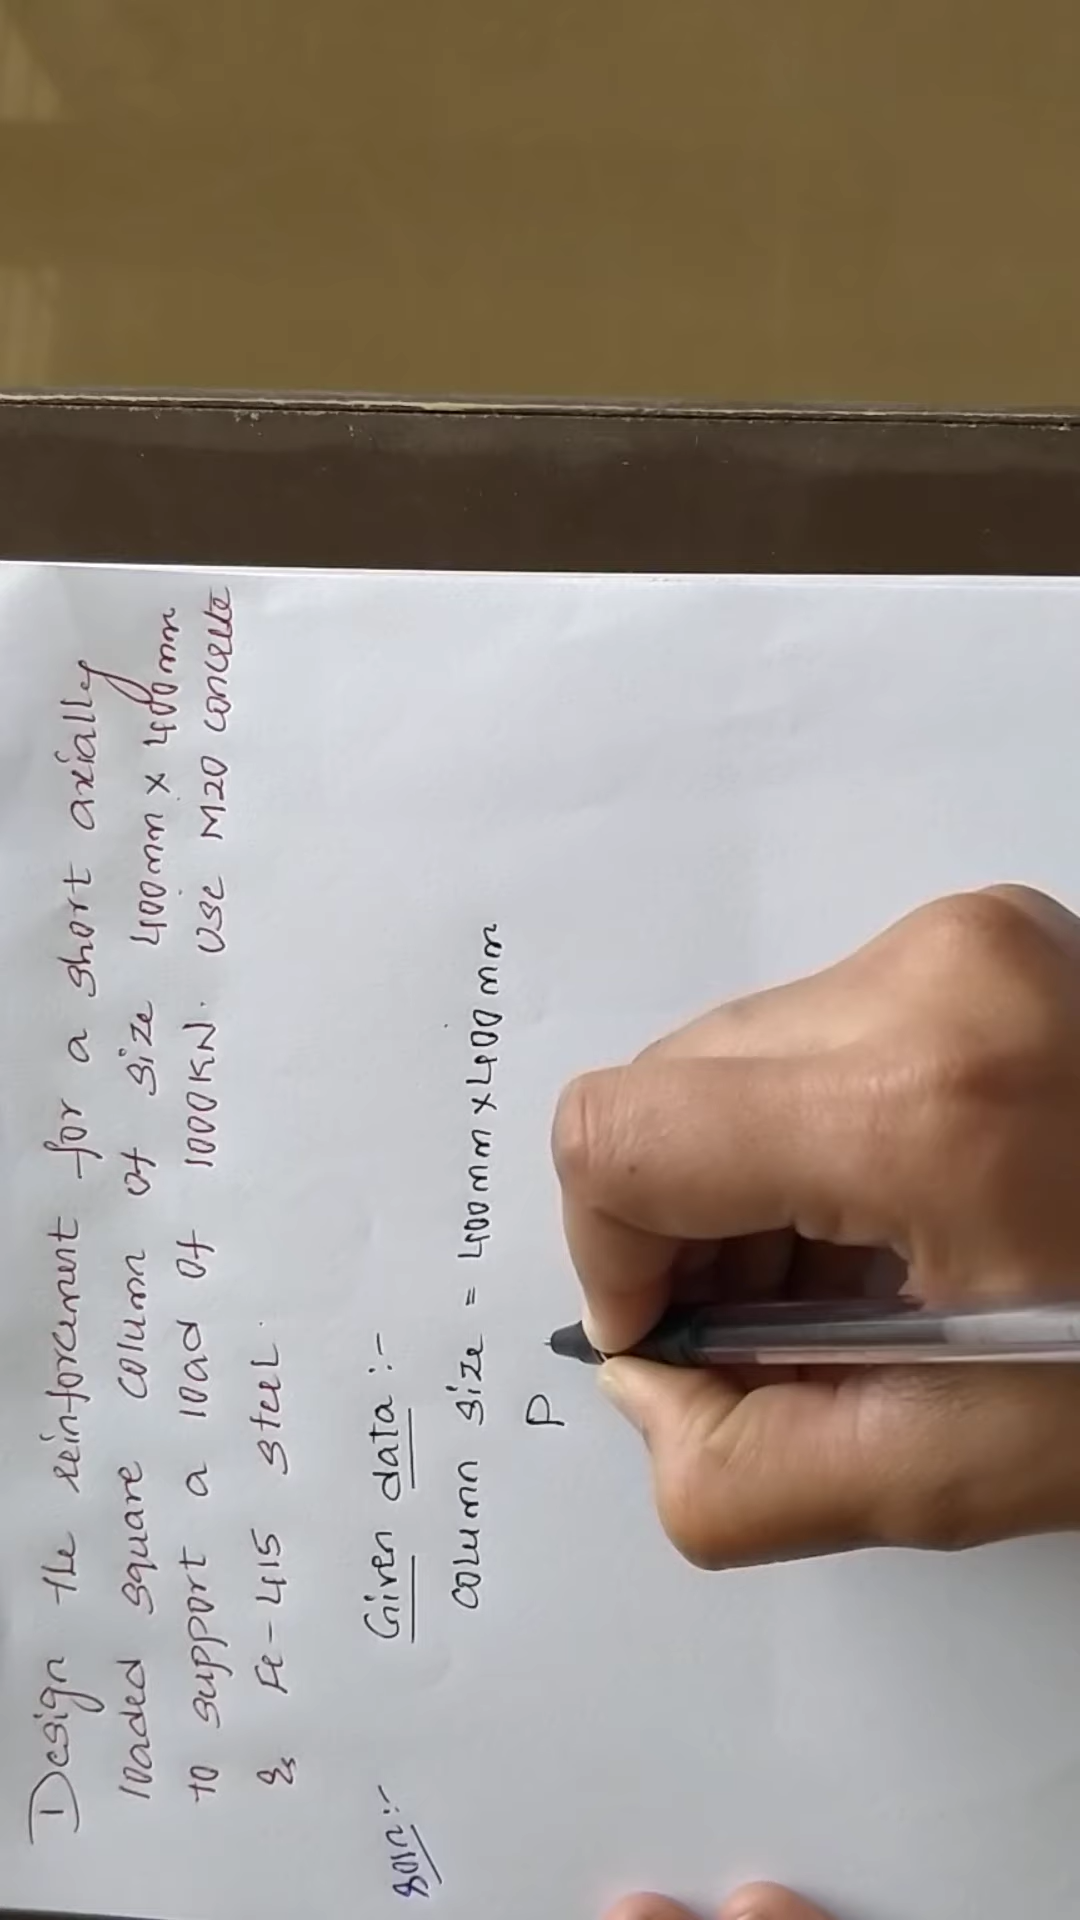 Design the reinforcement for a short axially
loaded square column of size 400mm x 400mm
to support a load of 1000KN. use M20 concrete
& Fe-415 steel.
Soln:- Given data:-
column size = 400mm x 400mm
P